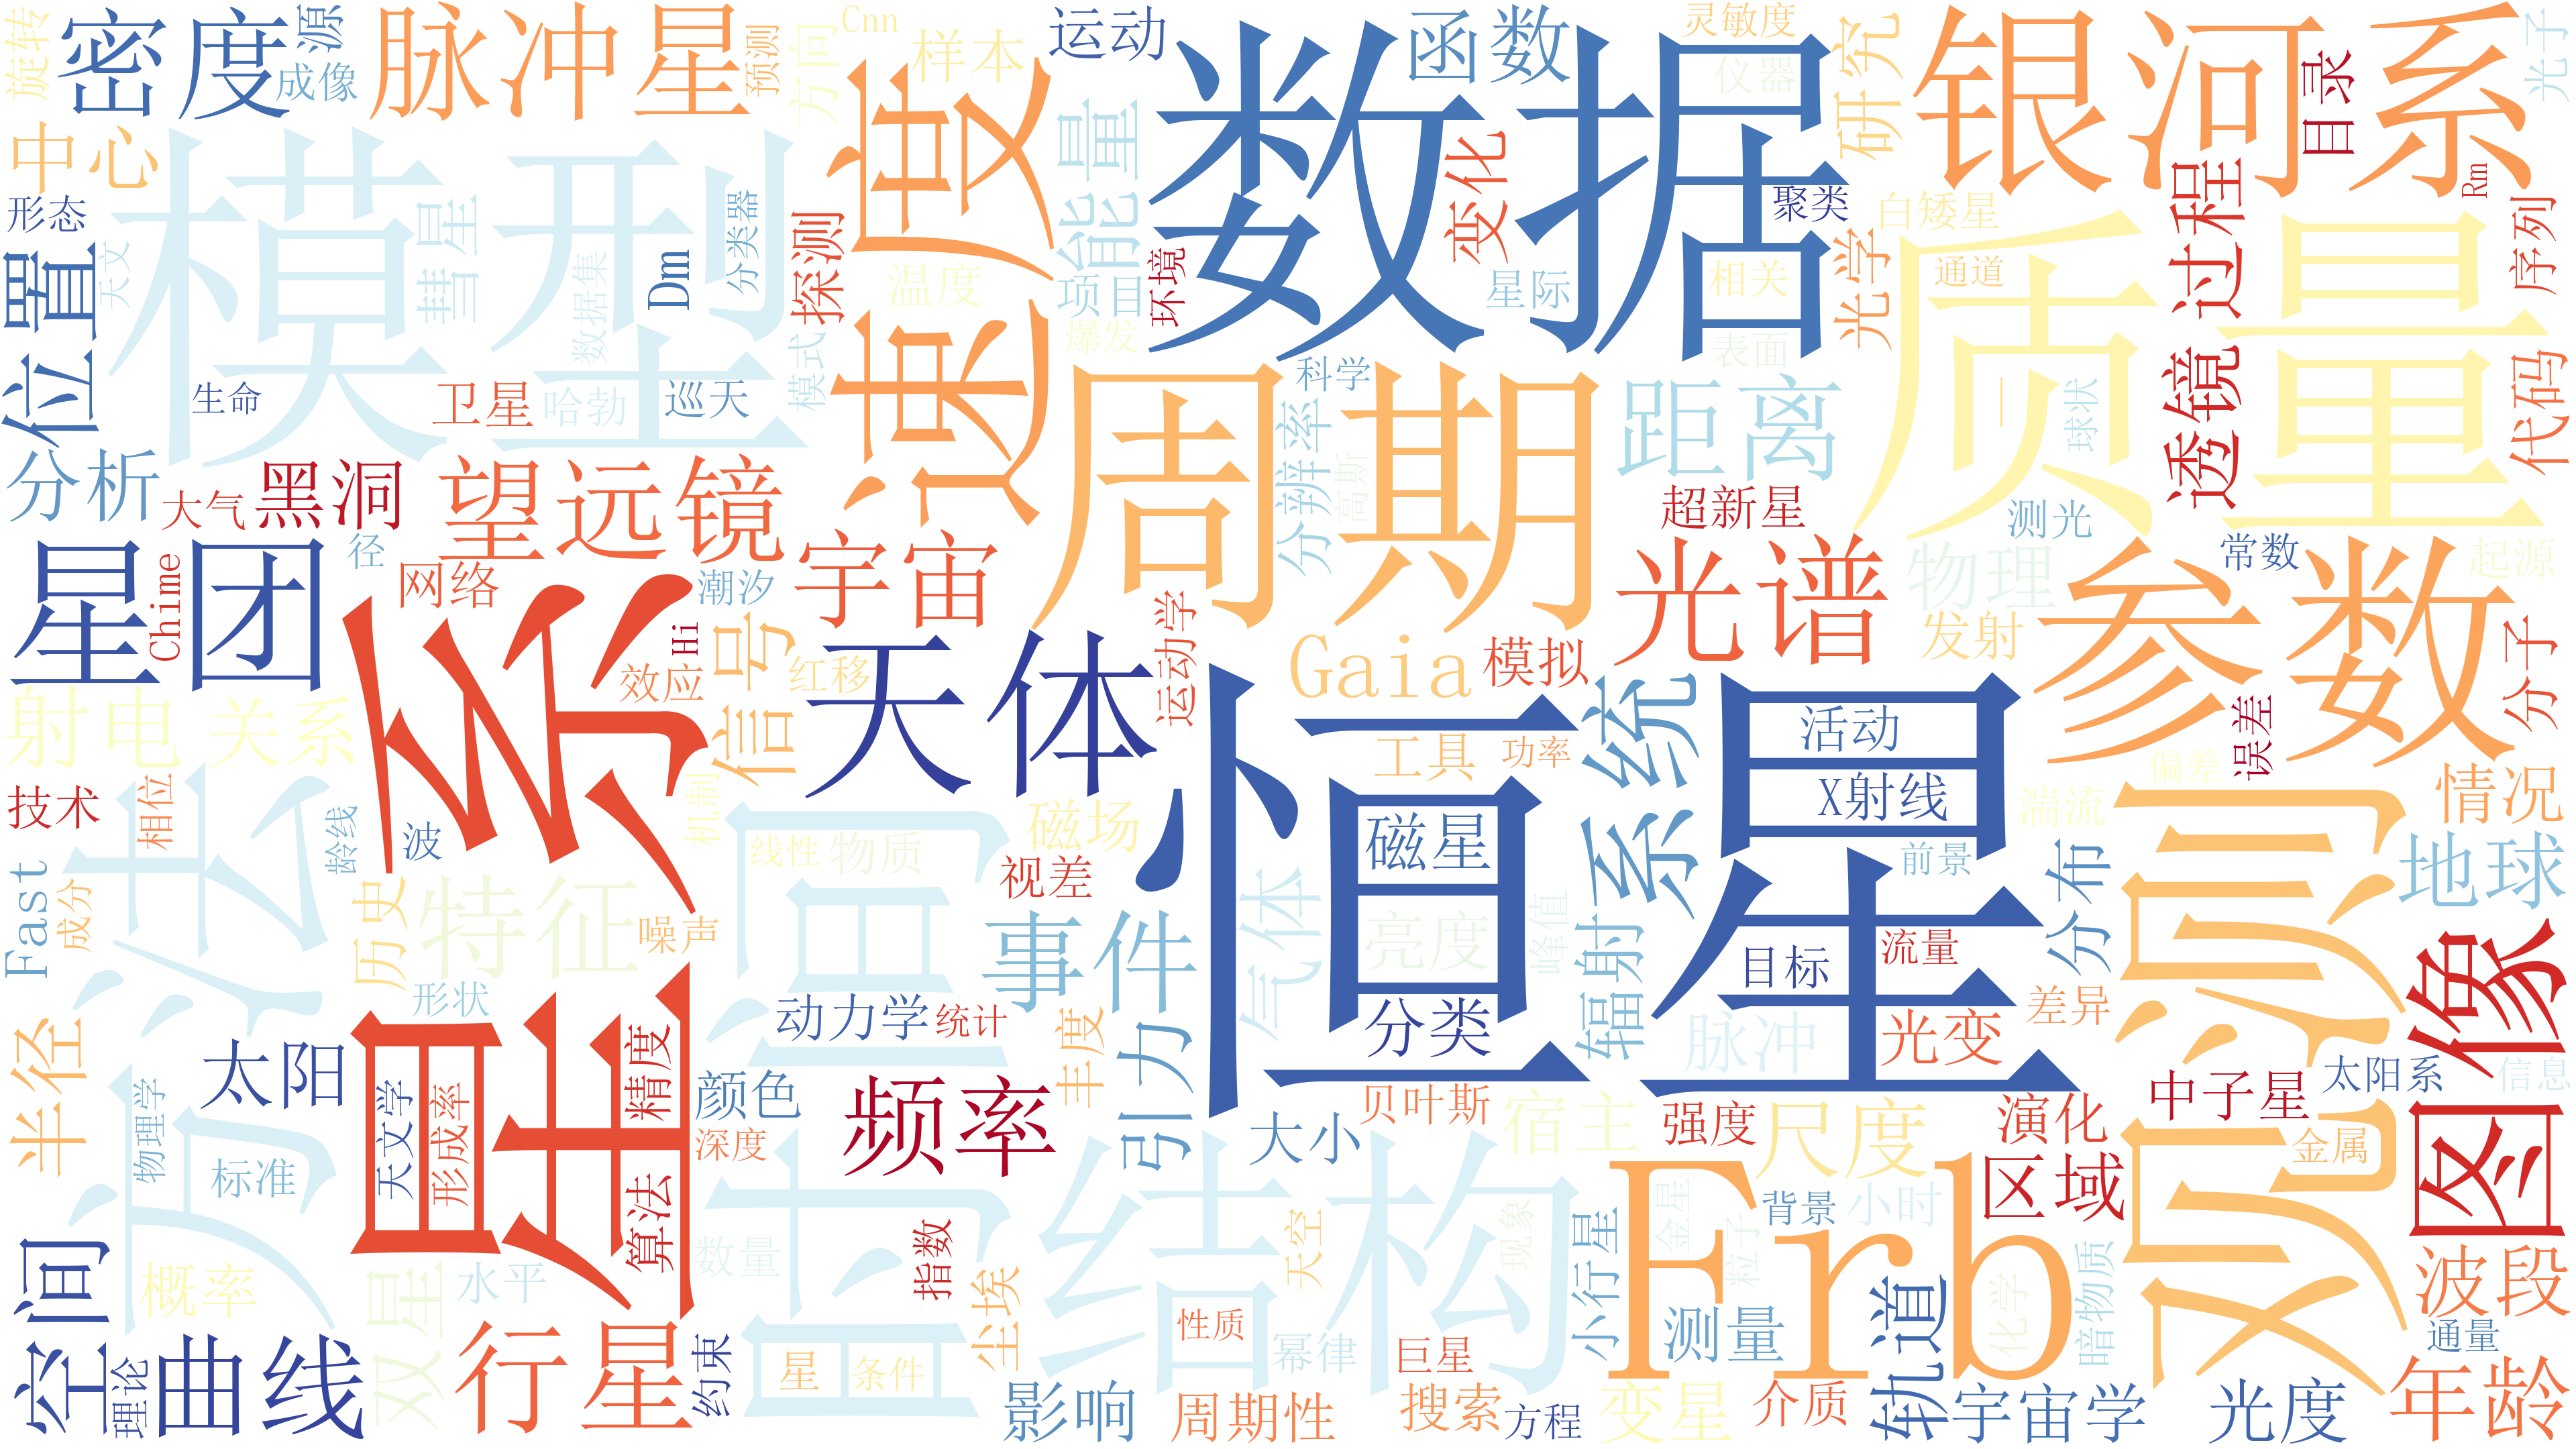 旋转
密度
源
成像
脉冲星
预测
方向
Cnn
样本
运动
函数
灵敏度
仪器
研究
银河系
目录
光子
中心
形态
天文
模型
彗星
数据集
Dm
分类器
探测
速度
能量
数据
变化
聚类
白矮星
过程
Rm
序列
位置
温度
项目
环境
星际
相关
光学
通道
质量
爆发
表面
模式
生命
卫星
哈勃
巡天
周期
科学
分辨率
高斯
距离
球状
透镜
代码
分析
大气
黑洞
径
望远镜
宇宙
超新星
光谱
物理
测光
常数
起源
星团
Chime
网络
潮汐
星系
Hi
效应
信号
红移
天体
运动学
Gaia
模拟
发射
参数
分子
射电
关系
机制
恒星
系统
活动
X射线
工具
功率
偏差
误差
湍流
情况
技术
相位
方法
龄线
波
时间
线性
物质
磁场
视差
磁星
前景
分布
观测
地球
Fast
成分
历史
特征
噪声
形状
事件
气体
亮度
峰值
辐射
目标
流量
差异
图像
半径
太阳
天文学
形成率
精度
颜色
动力学
统计
频率
丰度
引力
分类
脉冲
光变
太阳系
信息
物理学
标准
深度
算法
大小
贝叶斯
宿主
强度
尺度
演化
中子星
金属
区域
空间
概率
双星
水平
数量
指数
尘埃
天空
结构
现象
小行星
Frb
背景
小时
金星
粒子
测量
化学
轨道
暗物质
波段
通量
理论
曲线
行星
约束
星
条件
性质
影响
幂律
周期性
巨星
搜索
方程
变星
介质
宇宙学
光度
年龄